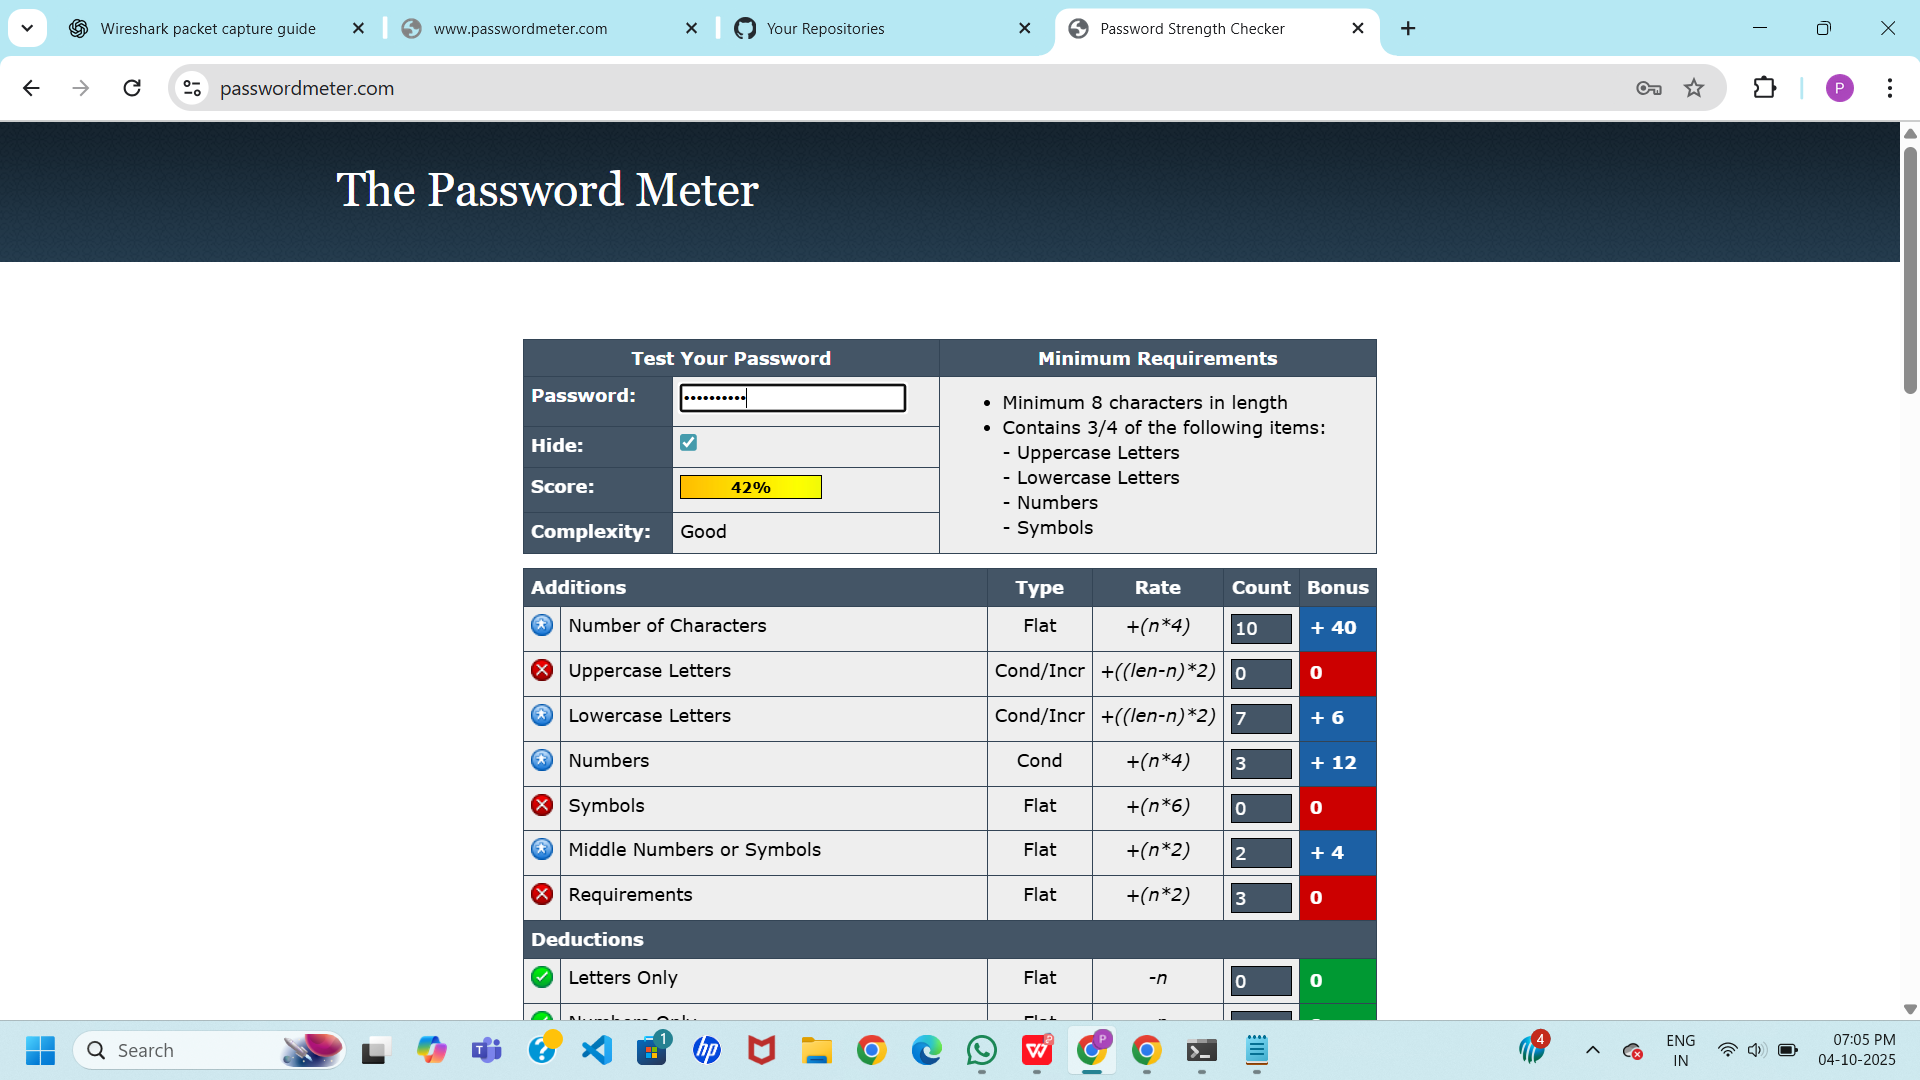 Wireshark packet capture guide
www.passwordmeter.com
Your Repositories
Password Strength Checker
passwordmeter.com
P
The Password Meter
Test Your Password
Minimum Requirements
Password:
••••••••••
Hide:
Score:
42%
Complexity:
Good
• Minimum 8 characters in length
• Contains 3/4 of the following items:
- Uppercase Letters
- Lowercase Letters
- Numbers
- Symbols
Additions Type Rate Count Bonus
Number of Characters Flat +(n*4) 10 + 40
Uppercase Letters Cond/Incr +((len-n)*2) 0 0
Lowercase Letters Cond/Incr +((len-n)*2) 7 + 6
Numbers Cond +(n*4) 3 + 12
Symbols Flat +(n*6) 0 0
Middle Numbers or Symbols Flat +(n*2) 2 + 4
Requirements Flat +(n*2) 3 0
Deductions
Letters Only Flat -n 0 0
Numbers Only Flat -n
Search
1
hp
W
P
4
ENG
IN
07:05 PM
04-10-2025